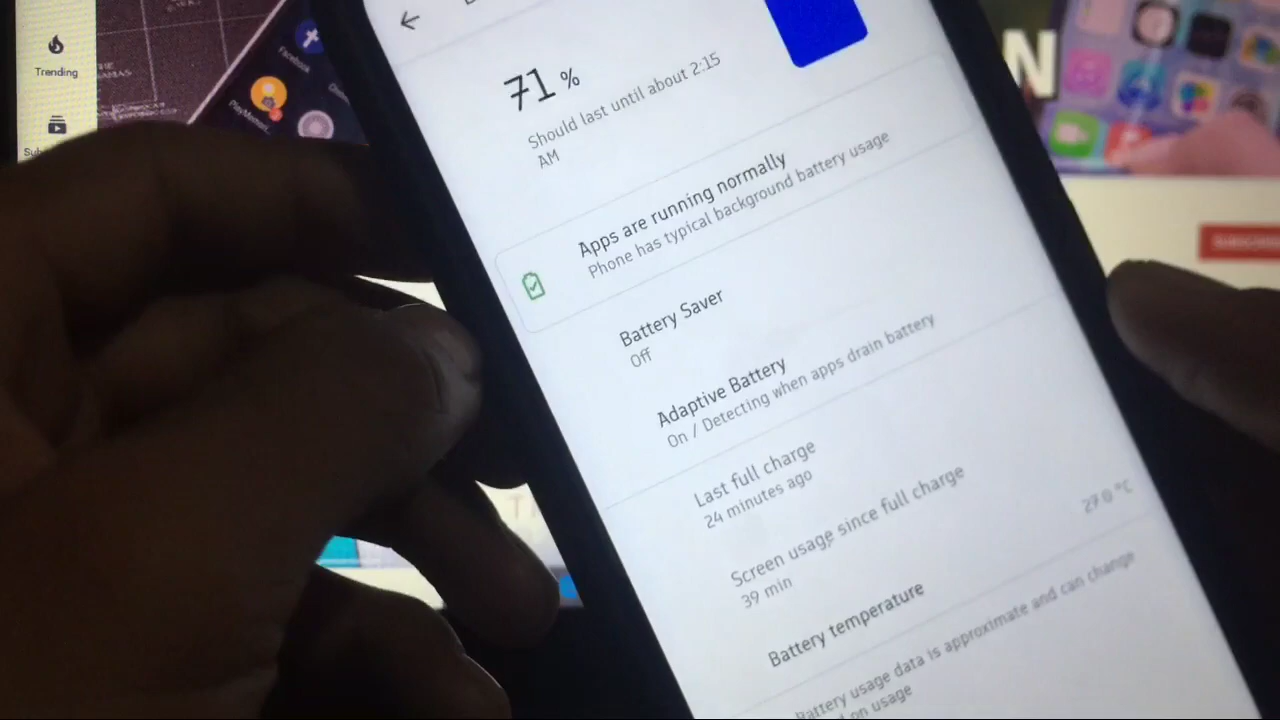 Trending
Facebook
N
71 %
Should last until about 2:15
AM
Apps are running normally
Phone has typical background battery usage
Battery Saver
Off
Adaptive Battery
On / Detecting when apps drain battery
Last full charge
24 minutes ago
Screen usage since full charge
39 min
Battery temperature
Battery usage data is approximate and can change
on usage